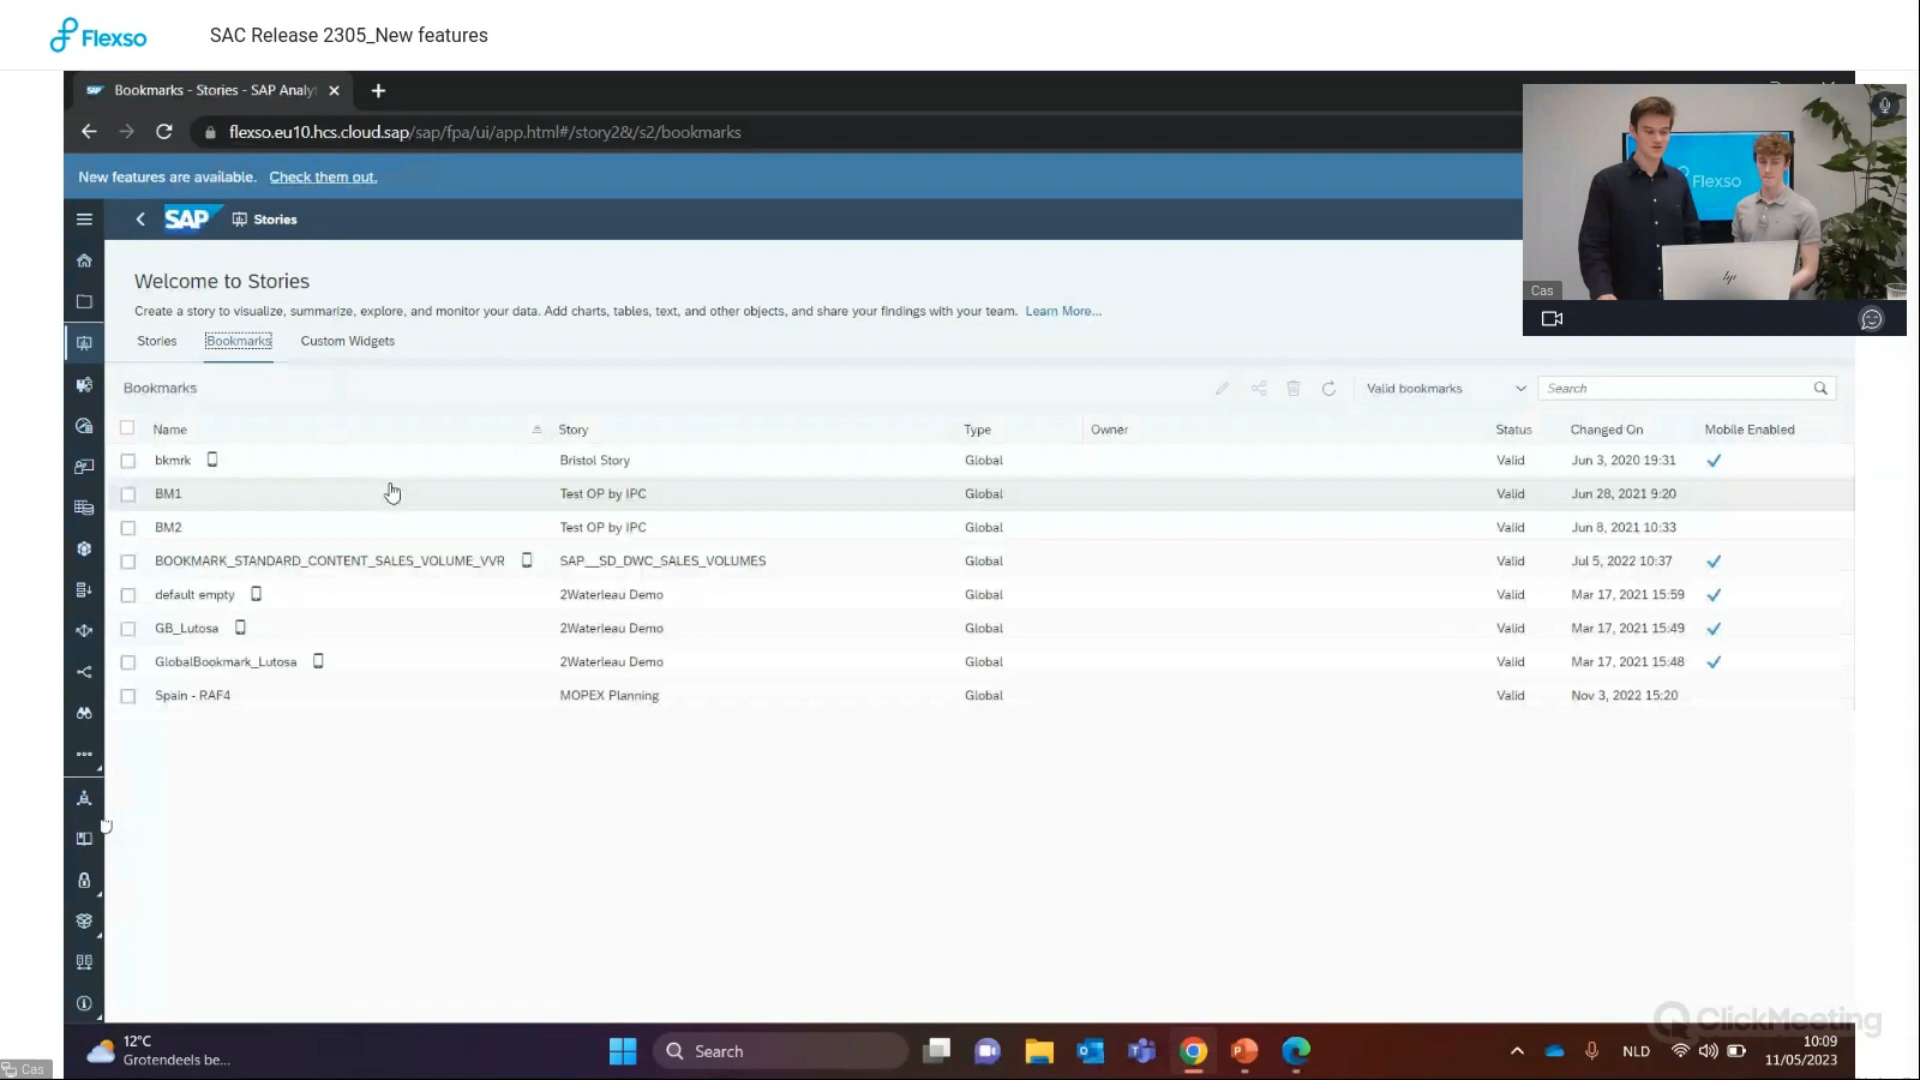 Flexso
SAC Release 2305_New features
Bookmarks - Stories - SAP Analy
flexso.eu10.hcs.cloud.sap/sap/fpa/ui/app.html#/story2&/s2/bookmarks
New features are available. Check them out.
SAP Stories
Flexso
hp
Cas
Welcome to Stories
Create a story to visualize, summarize, explore, and monitor your data. Add charts, tables, text, and other objects, and share your findings with your team. Learn More...
Stories Bookmarks Custom Widgets
Bookmarks Valid bookmarks Search
Name Story Type Owner Status Changed On Mobile Enabled
bkmrk Bristol Story Global Valid Jun 3, 2020 19:31
BM1 Test OP by IPC Global Valid Jun 28, 2021 9:20
BM2 Test OP by IPC Global Valid Jun 8, 2021 10:33
BOOKMARK_STANDARD_CONTENT_SALES_VOLUME_VVR SAP__SD_DWC_SALES_VOLUMES Global Valid Jul 5, 2022 10:37
default empty 2Waterleau Demo Global Valid Mar 17, 2021 15:59
GB_Lutosa 2Waterleau Demo Global Valid Mar 17, 2021 15:49
GlobalBookmark_Lutosa 2Waterleau Demo Global Valid Mar 17, 2021 15:48
Spain - RAF4 MOPEX Planning Global Valid Nov 3, 2022 15:20
ClickMeeting
12°C
Grotendeels be...
Search
NLD
10:09
11/05/2023
Cas